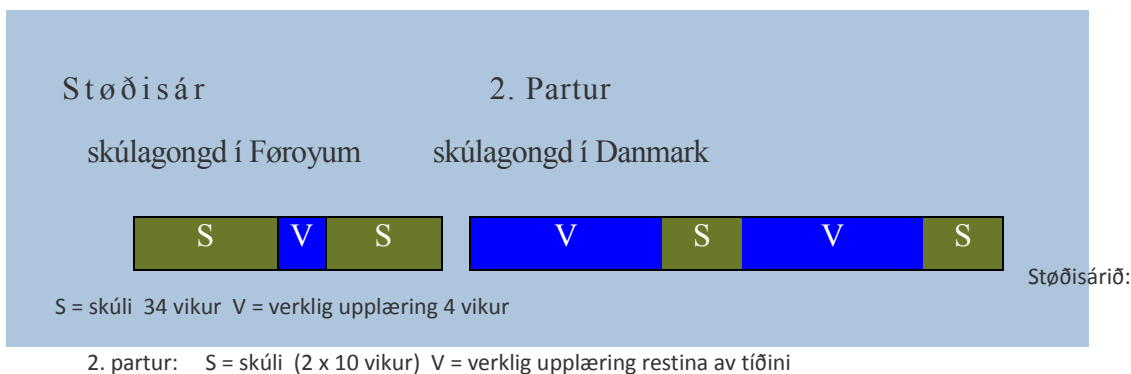 Støðisár 2. Partur
skúlagongd í Føroyum skúlagongd í Danmark
S V S V S V S
Støðisárið:
S = skúli 34 vikur V = verklig upplæring 4 vikur
2. partur: S = skúli (2 x 10 vikur) V = verklig upplæring restina av tíðini